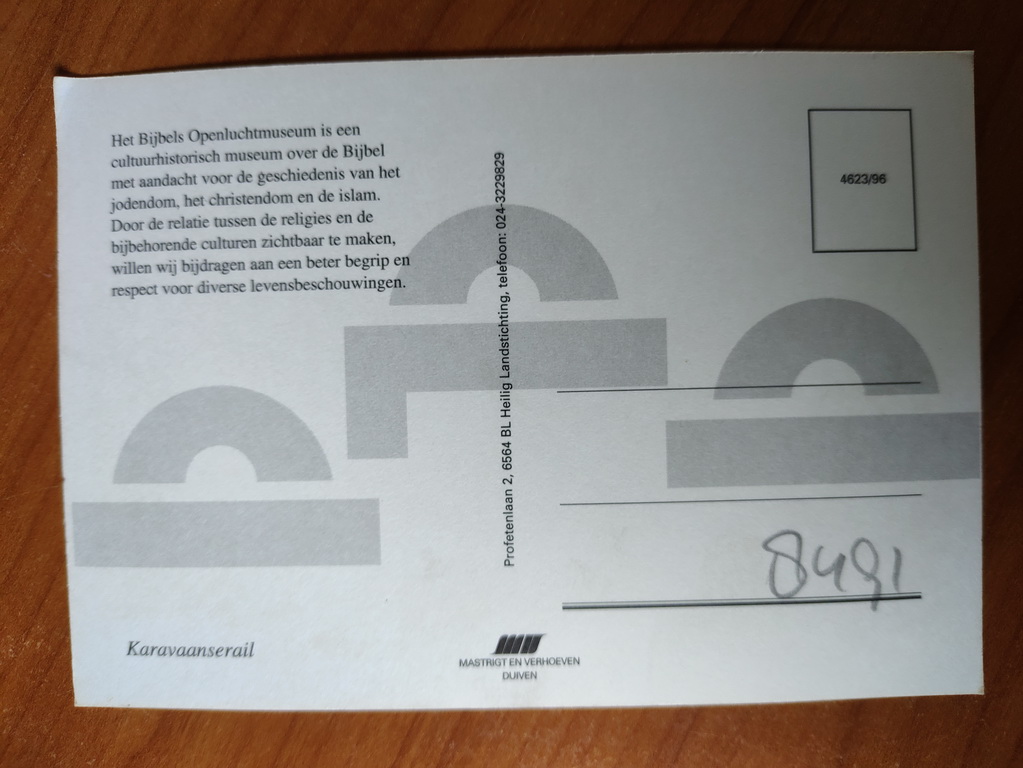 Het Bijbels Openluchtmuseum is een
cultuurhistorisch museum over de Bijbel
met aandacht voor de geschiedenis van het
jodendom, het christendom en de islam.
Door de relatie tussen de religies en de
bijbehorende culturen zichtbaar te maken,
willen wij bijdragen aan een beter begrip en
respect voor diverse levensbeschouwingen.
Karavaanserail
Profetenlaan 2, 6564 BL Heilig Landstichting, telefoon: 024-3229829
MASTRIGT EN VERHOEVEN
DUIVEN
4623/96
8491